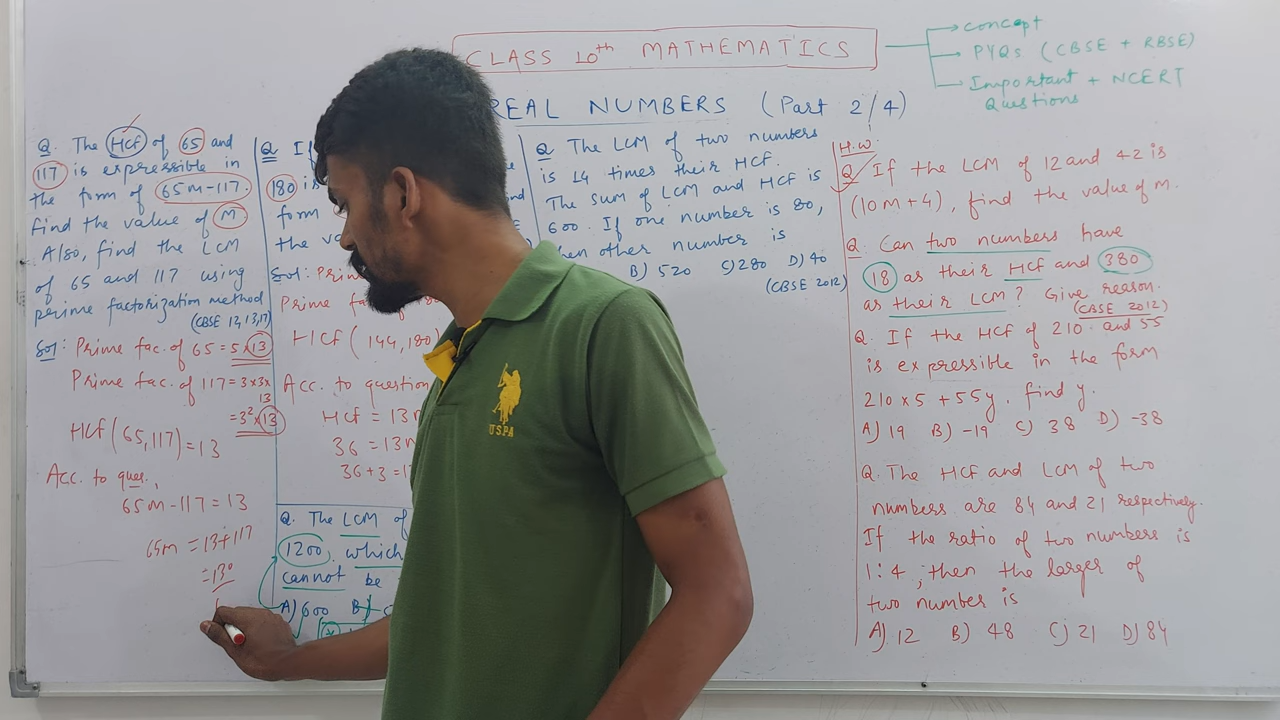 CLASS 10th MATHEMATICS
concept
PYQs (CBSE + RBSE)
Important + NCERT
Questions
REAL NUMBERS (Part 2/4)
Q. The HCF of 65 and
117 is expressible in
the form of 65m-117.
find the value of m
Also, find the LCM
of 65 and 117 using
prime factorization method
(CBSE 12,13,17)
Sol: Prime fac. of 65 = 5x13
Prime fac. of 117 = 3x3x
13
= 3²x13
HCF(65,117) = 13
Acc. to ques.,
65m-117 = 13
65m = 13+117
= 130
Q If
180 is
form
the va
Sol: Prim
Prime fa
HCF(144,180
Acc. to question
HCF = 13m
36 = 13m
36+3 = 1
Q. The LCM of
1200, which
cannot be
A) 600 B)
Q The LCM of two numbers
is 14 times their HCF.
The sum of LCM and HCF is
600. If one number is 80,
then other number is
B) 520 C) 280 D) 40
(CBSE 2012)
H.W.
Q If the LCM of 12 and 42 is
(10m+4), find the value of m.
Q. Can two numbers have
18 as their HCF and 380
as their LCM? Give reason.
(CBSE 2012)
Q. If the HCF of 210 and 55
is expressible in the form
210x5 + 55y, find y.
A) 19 B) -19 C) 38 D) -38
Q. The HCF and LCM of two
numbers are 84 and 21 respectively.
If the ratio of two numbers is
1:4, then the larger of
two number is
A) 12 B) 48 C) 21 D) 84
USPA